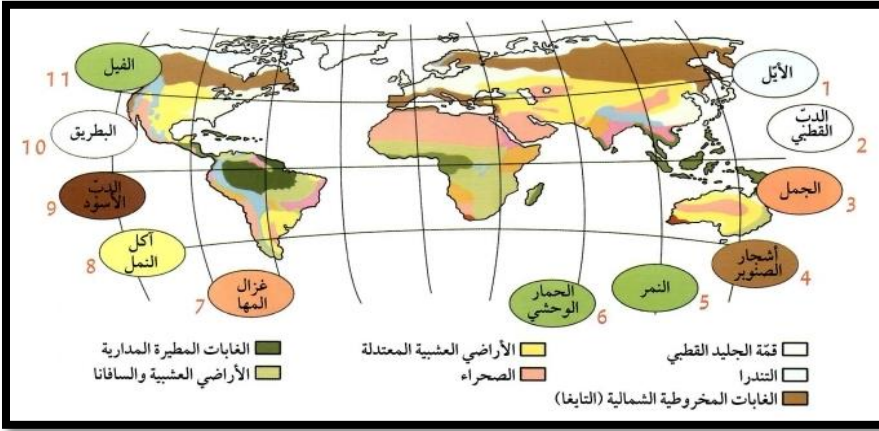 الأيّل
1
الدبّ
القطبي
2
الجمل
3
أشجار
الصنوبر
4
النمر
5
الحمار
الوحشي
6
غزال
المها
7
آكل
النمل
8
الدبّ
الأسود
9
البطريق
10
الفيل
11
قمّة الجليد القطبي
التندرا
الغابات المخروطية الشمالية (التايغا)
الأراضي العشبية المعتدلة
الصحراء
الغابات المطيرة المدارية
الأراضي العشبية والسافانا